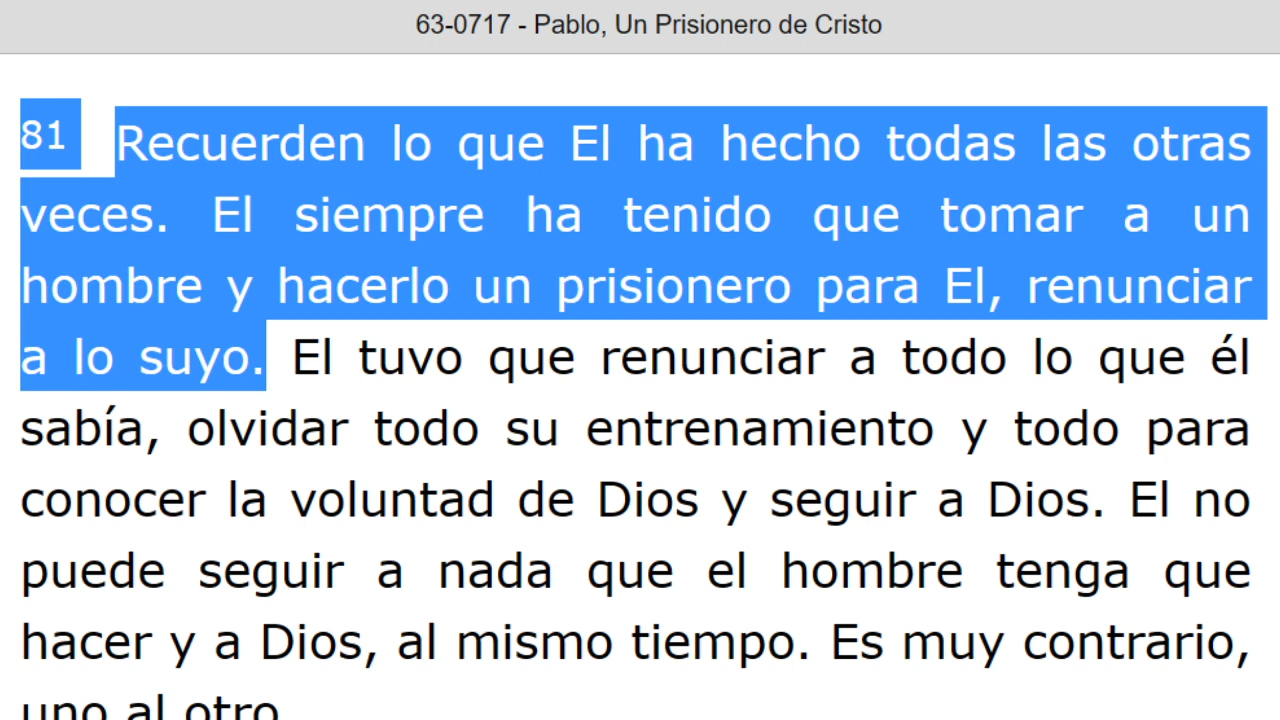 63-0717 - Pablo, Un Prisionero de Cristo
81 Recuerden lo que El ha hecho todas las otras
veces. El siempre ha tenido que tomar a un
hombre y hacerlo un prisionero para El, renunciar
a lo suyo. El tuvo que renunciar a todo lo que él
sabía, olvidar todo su entrenamiento y todo para
conocer la voluntad de Dios y seguir a Dios. El no
puede seguir a nada que el hombre tenga que
hacer y a Dios, al mismo tiempo. Es muy contrario,
uno al otro.